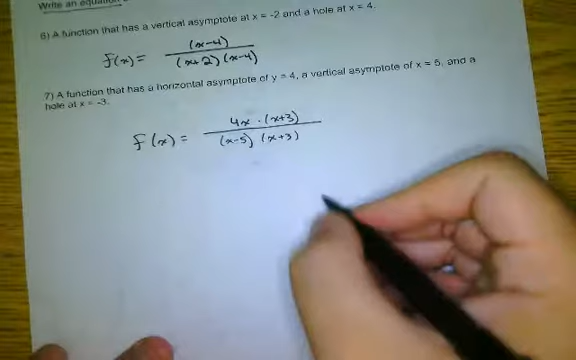 Write an equation
6) A function that has a vertical asymptote at x = -2 and a hole at x = 4.
f(x) = (x-4) / (x+2)(x-4)
7) A function that has a horizontal asymptote of y = 4, a vertical asymptote of x = 5, and a
hole at x = -3.
f(x) = 4x·(x+3) / (x-5)(x+3)